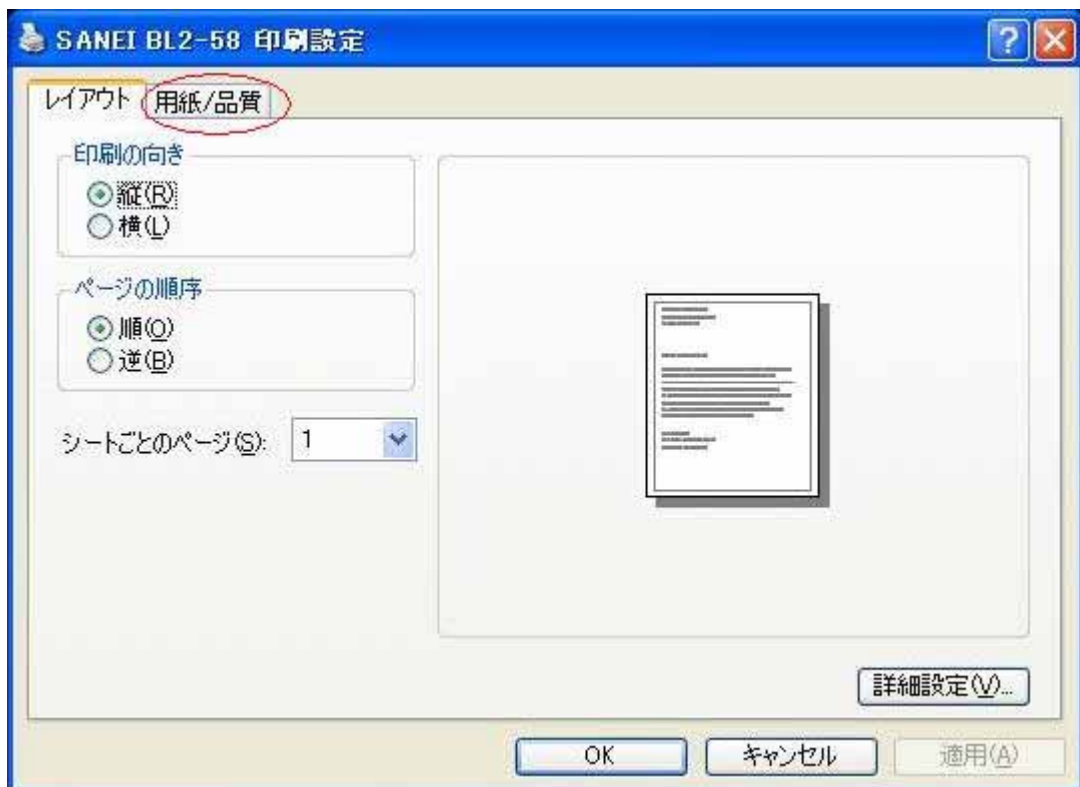 SANEI BL2-58 印刷設定
レイアウト 用紙/品質
印刷の向き
縦(R)
横(L)
ページの順序
順(O)
逆(B)
シートごとのページ(S): 1
詳細設定(V)...
OK キャンセル 適用(A)